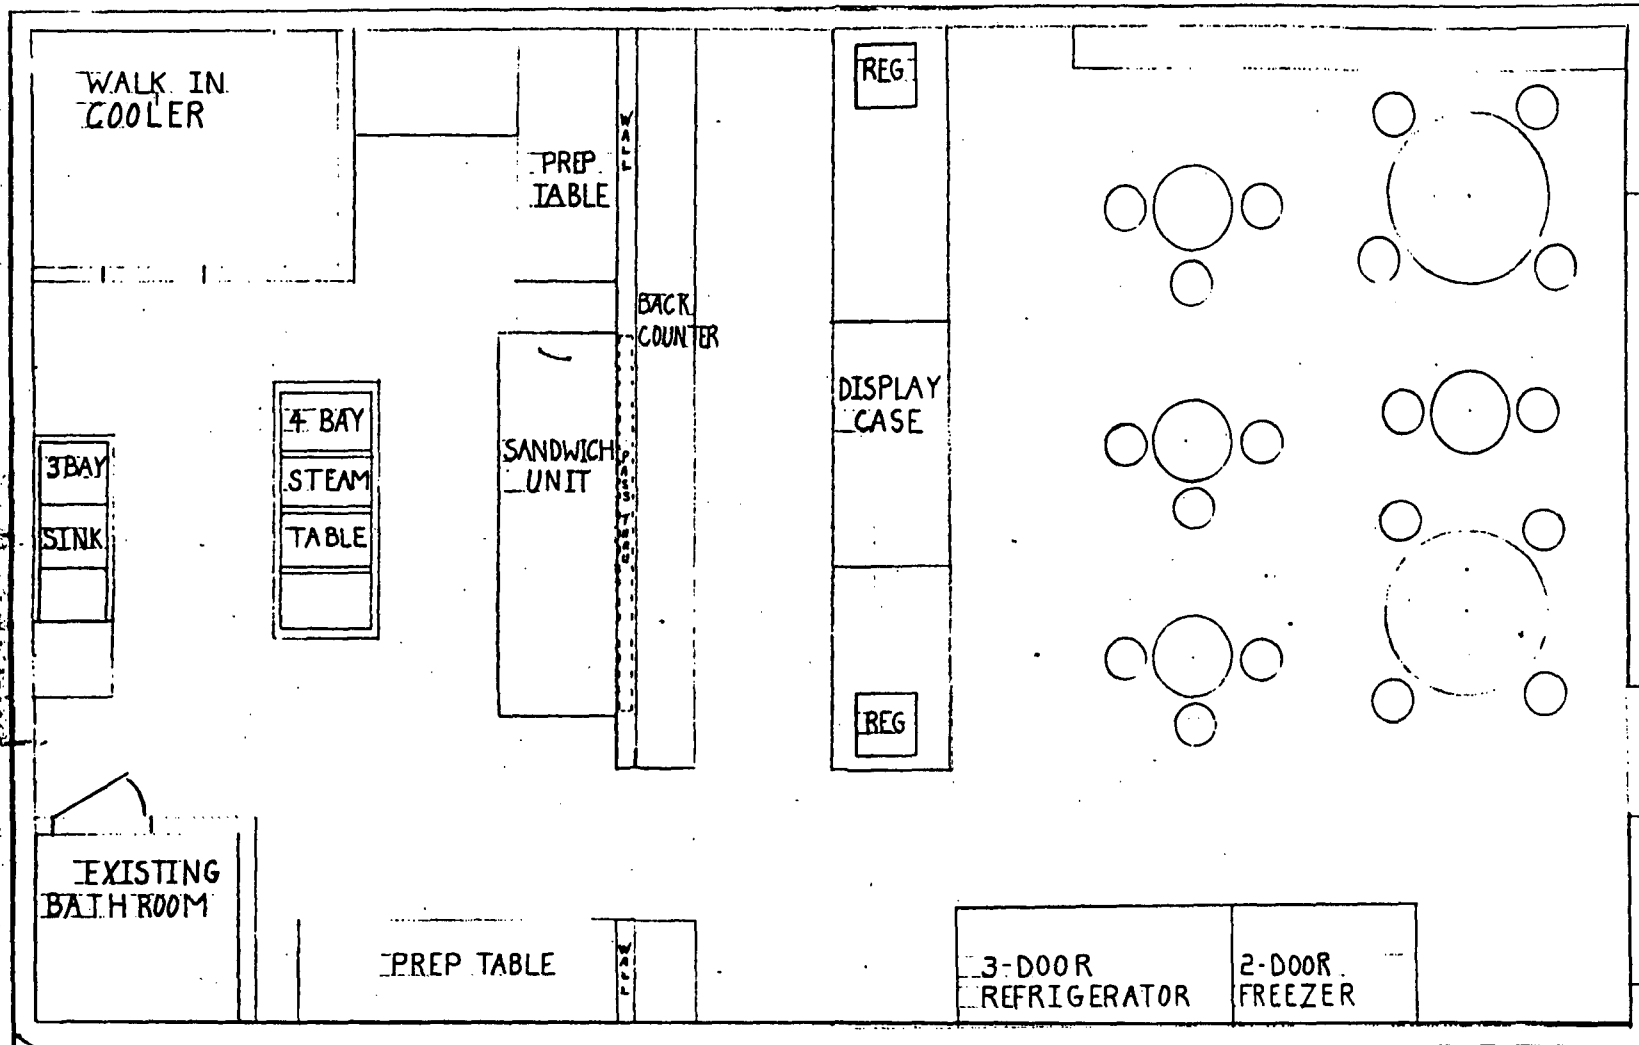 WALK IN
COOLER
PREP
TABLE
WALL
REG
BACK
COUNTER
DISPLAY
CASE
4 BAY
STEAM
TABLE
SANDWICH
UNIT
PASS THRU
3BAY
SINK
REG
EXISTING
BATHROOM
PREP TABLE
WALL
3-DOOR
REFRIGERATOR
2-DOOR
FREEZER